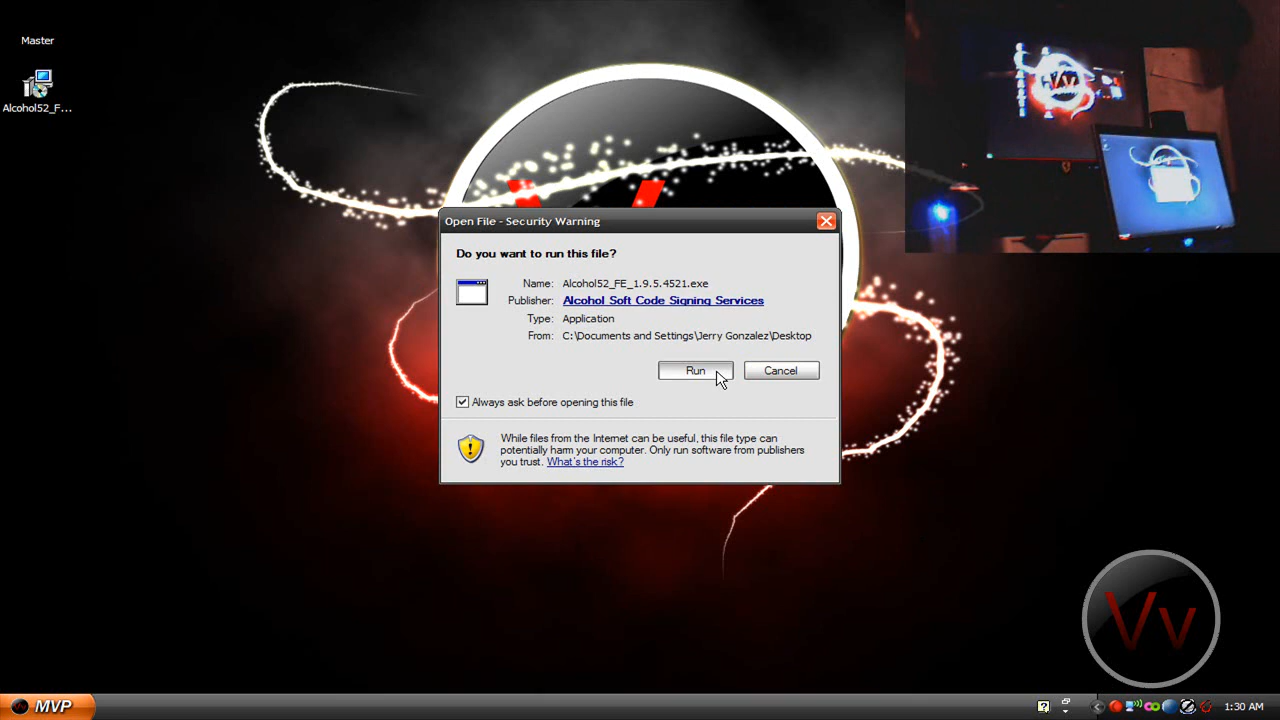 Master
Alcohol52_F...
Open File - Security Warning
Do you want to run this file?
Name: Alcohol52_FE_1.9.5.4521.exe
Publisher: Alcohol Soft Code Signing Services
Type: Application
From: C:\Documents and Settings\Jerry Gonzalez\Desktop
Run Cancel
Always ask before opening this file
While files from the Internet can be useful, this file type can
potentially harm your computer. Only run software from publishers
you trust. What's the risk?
Vv
Vv
MVP
1:30 AM